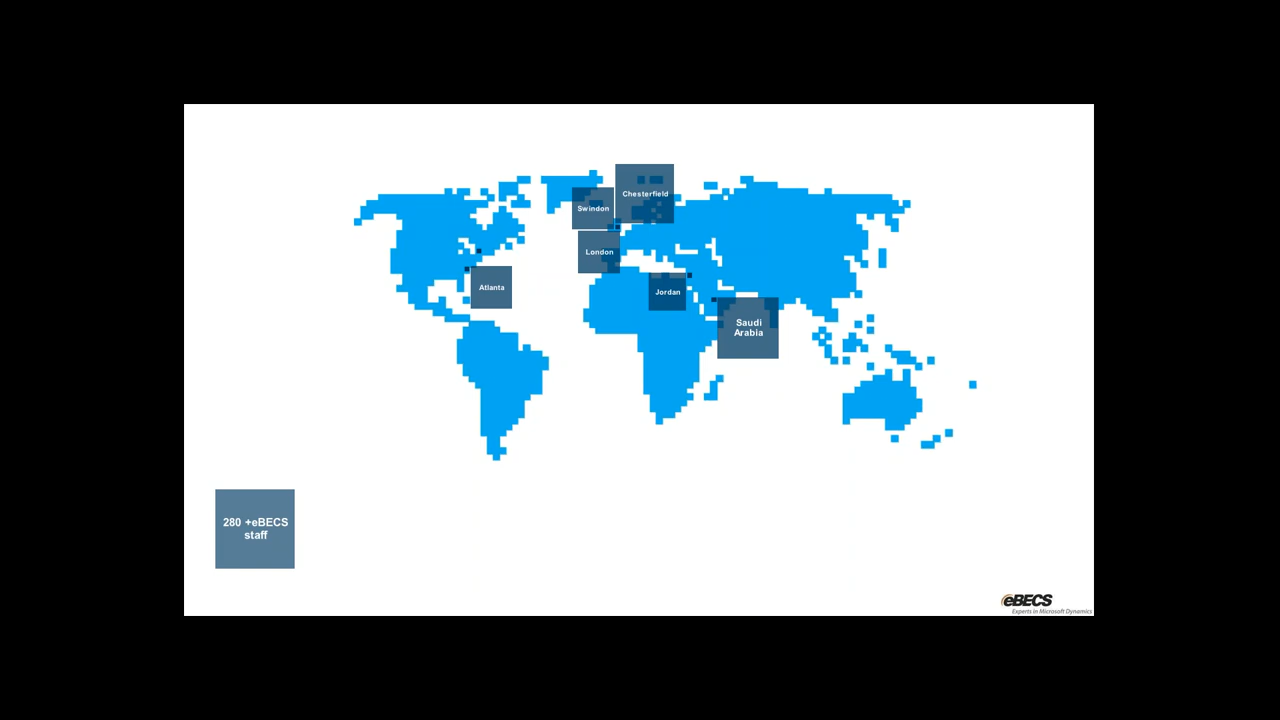 Chesterfield
Swindon
London
Atlanta
Jordan
Saudi
Arabia
280 +eBECS
staff
eBECS
Experts in Microsoft Dynamics